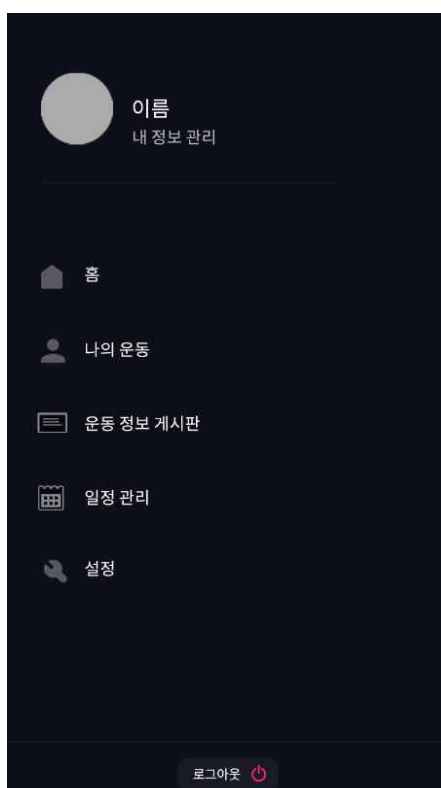 이름
내 정보 관리
홈
나의 운동
운동 정보 게시판
일정 관리
설정
로그아웃